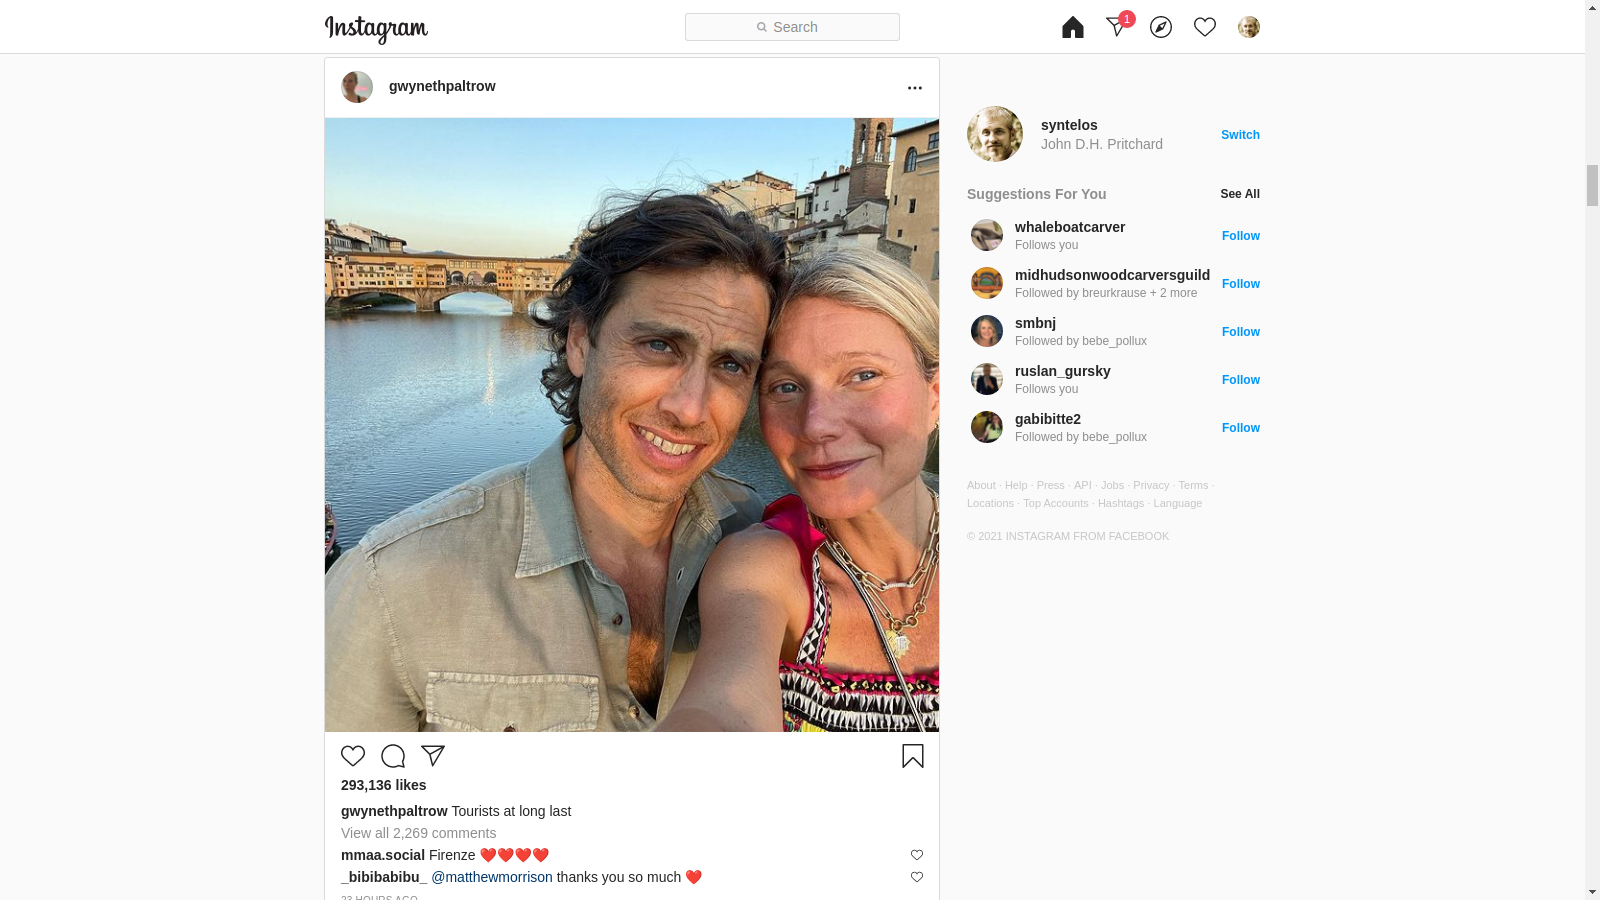 Instagram
Search
1
gwynethpaltrow
syntelos
John D.H. Pritchard
Switch
Suggestions For You
See All
whaleboatcarver
Follows you
Follow
midhudsonwoodcarversguild
Followed by breurkrause + 2 more
Follow
smbnj
Followed by bebe_pollux
Follow
ruslan_gursky
Follows you
Follow
gabibitte2
Followed by bebe_pollux
Follow
About · Help · Press · API · Jobs · Privacy · Terms ·
Locations · Top Accounts · Hashtags · Language
© 2021 INSTAGRAM FROM FACEBOOK
293,136 likes
gwynethpaltrow Tourists at long last
View all 2,269 comments
mmaa.social Firenze ❤️❤️❤️❤️
_bibibabibu_ @matthewmorrison thanks you so much ❤️
23 HOURS AGO